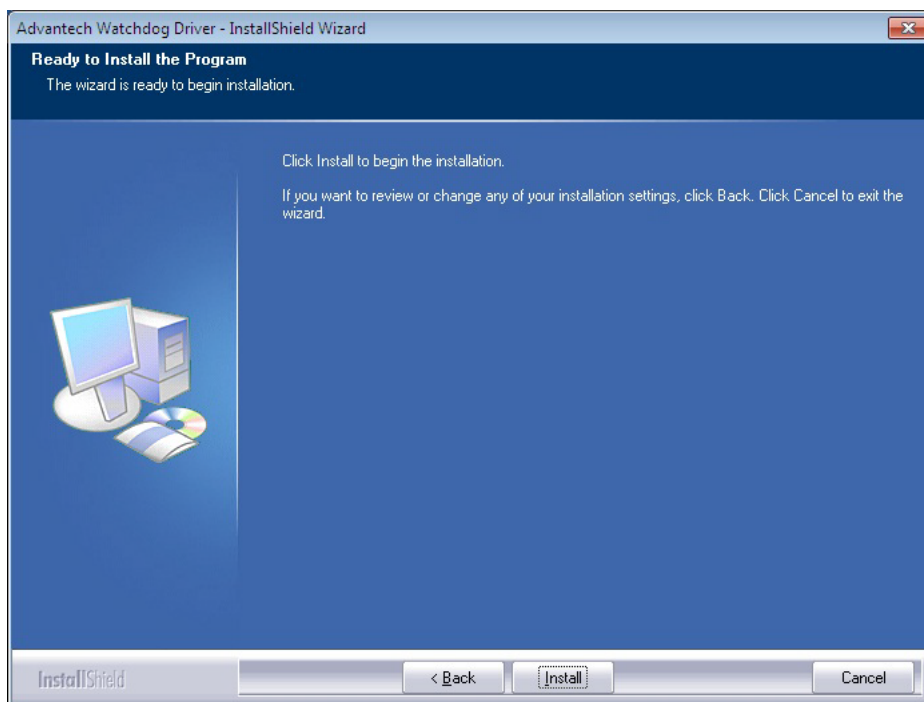 Advantech Watchdog Driver - InstallShield Wizard
Ready to Install the Program
The wizard is ready to begin installation.
Click Install to begin the installation.
If you want to review or change any of your installation settings, click Back. Click Cancel to exit the
wizard.
InstallShield
< Back
Install
Cancel